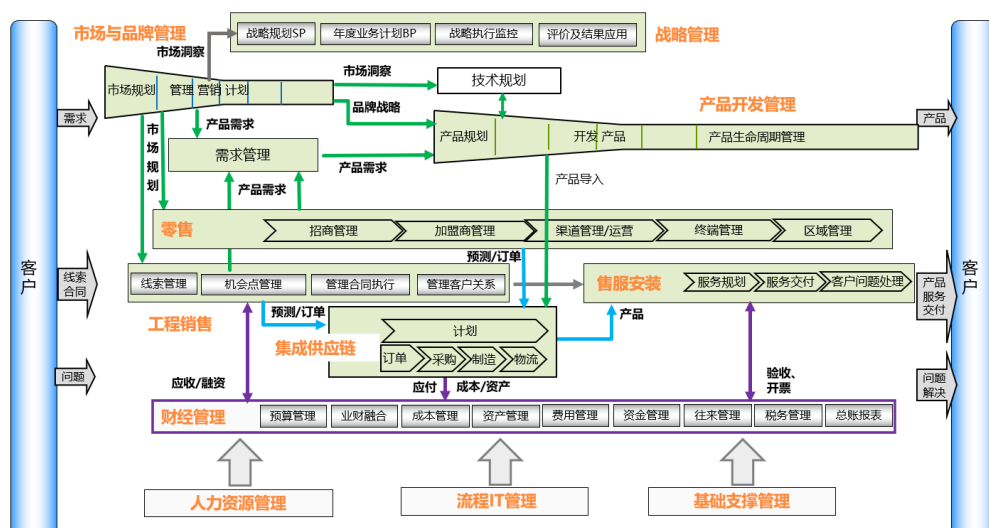 市场与品牌管理
战略规划SP
年度业务计划BP
战略执行监控
评价及结果应用
战略管理
市场洞察
市场规划
管理
营销
计划
市场洞察
技术规划
品牌战略
产品开发管理
需求
产品需求
市场规划
产品规划
开发
产品
产品生命周期管理
产品
需求管理
产品需求
产品需求
产品导入
零售
招商管理
加盟商管理
渠道管理/运营
终端管理
区域管理
预测/订单
客户
客户
线索
合同
线索管理
机会点管理
管理合同执行
管理客户关系
售服安装
服务规划
服务交付
客户问题处理
产品
服务
交付
工程销售
预测/订单
产品
集成供应链
计划
订单
采购
制造
物流
问题
应收/融资
应付
成本/资产
验收、
开票
问题
解决
财经管理
预算管理
业财融合
成本管理
资产管理
费用管理
资金管理
往来管理
税务管理
总账报表
人力资源管理
流程IT管理
基础支撑管理